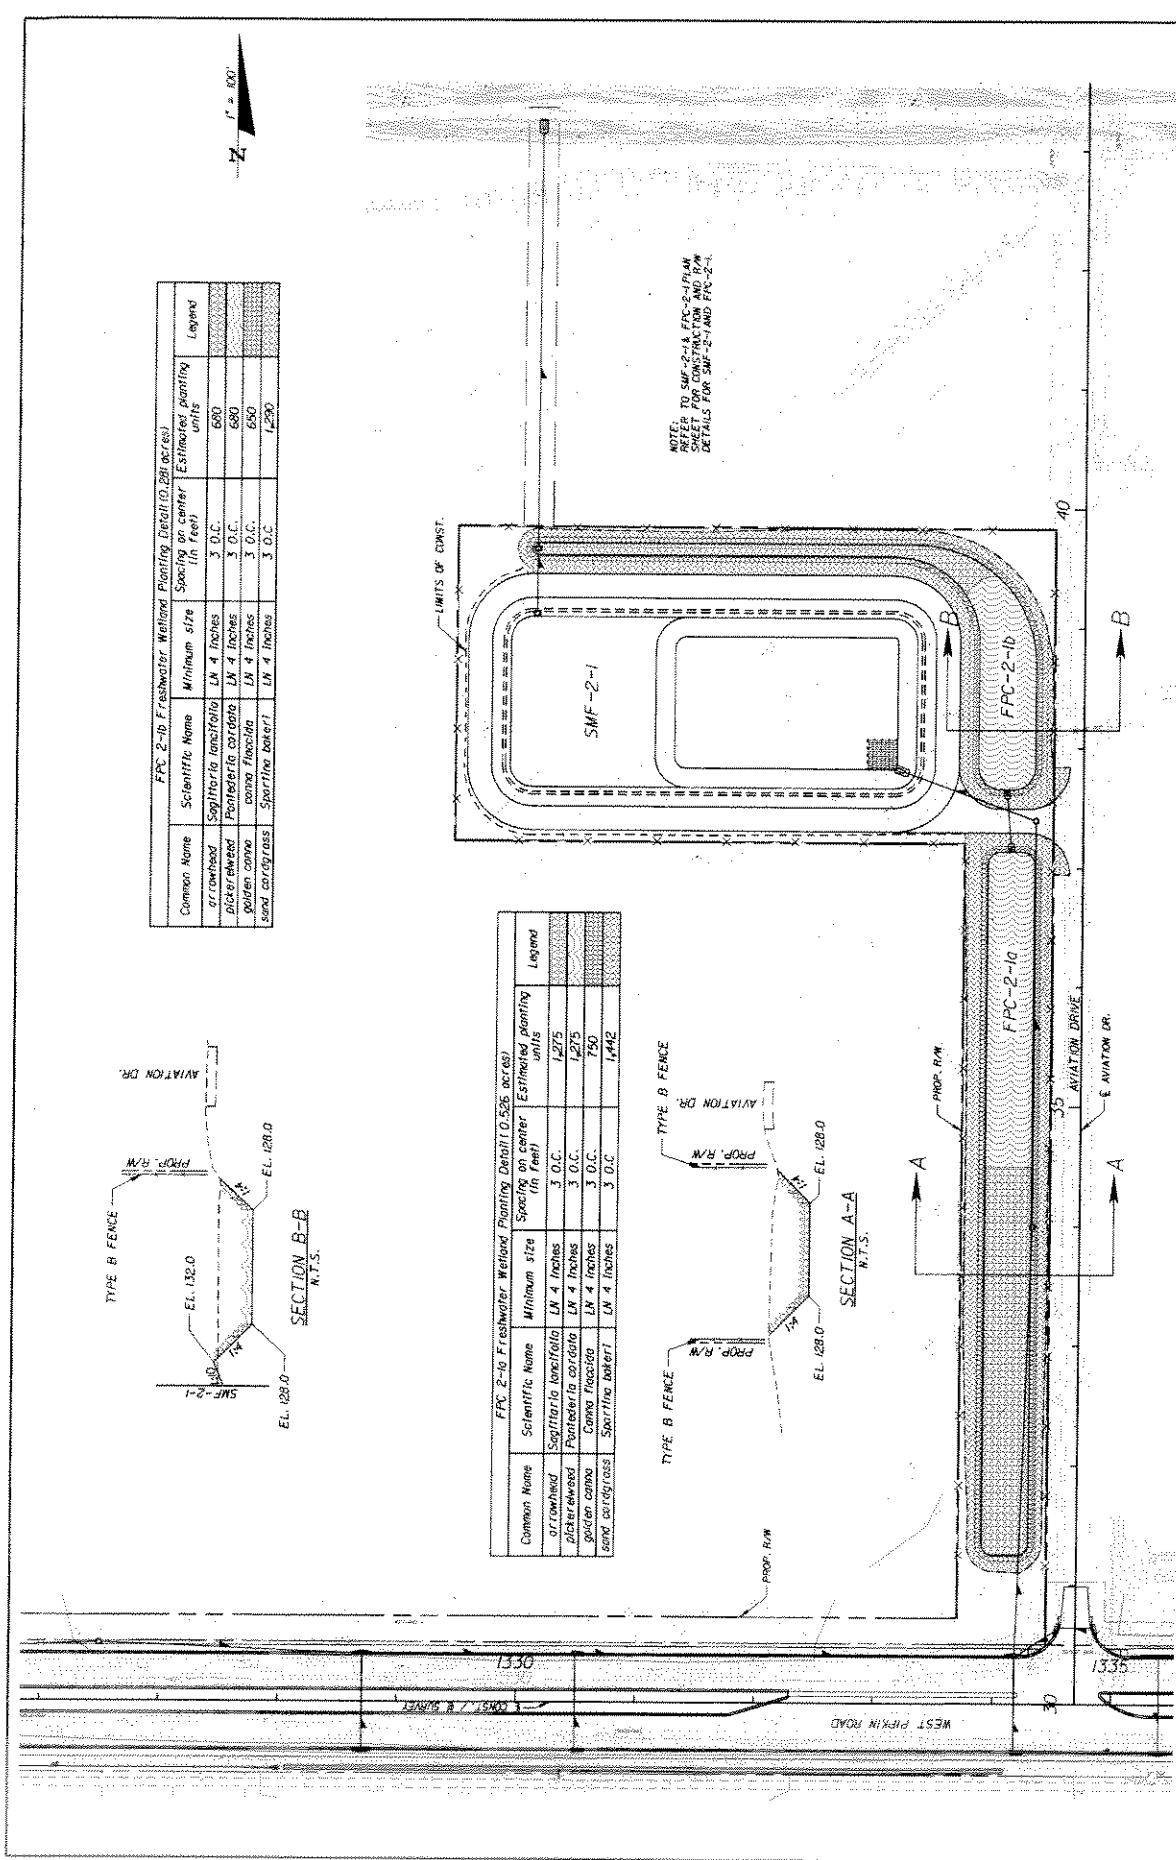 N
1" = 100'
FPC 2-1b Freshwater Wetland Planting Detail (0.281 acres)
Common Name Scientific Name Minimum size Spacing on center (in feet) Estimated planting units Legend
arrowhead Sagittaria lancifolia LN 4 inches 3 O.C. 680
pickerelweed Pontederia cordata LN 4 inches 3 O.C. 680
golden canna canna flaccida LN 4 inches 3 O.C. 650
sand cordgrass Spartina bakeri LN 4 inches 3 O.C. 1,290
TYPE B FENCE
PROP. R/W
AVIATION DR.
EL. 132.0
SMF-2-1
1:4
1:4
EL. 128.0
EL. 128.0
SECTION B-B
N.T.S.
FPC 2-1a Freshwater Wetland Planting Detail (0.526 acres)
Common Name Scientific Name Minimum size Spacing on center (in feet) Estimated planting units Legend
arrowhead Sagittaria lancifolia LN 4 inches 3 O.C. 1,275
pickerelweed Pontederia cordata LN 4 inches 3 O.C. 1,275
golden canna Canna flaccida LN 4 inches 3 O.C. 750
sand cordgrass Spartina bakeri LN 4 inches 3 O.C 1,442
TYPE B FENCE
TYPE B FENCE
PROP. R/W
PROP. R/W
AVIATION DR.
1:4
1:4
EL. 128.0
EL. 128.0
SECTION A-A
N.T.S.
LIMITS OF CONST.
SMF-2-1
NOTE:
REFER TO SMF-2-1 & FPC-2-1 PLAN
SHEET FOR CONSTRUCTION AND R/W
DETAILS FOR SMF-2-1 AND FPC-2-1.
B
B
FPC-2-1b
FPC-2-1a
PROP. R/W
A
A
PROP. R/W
AVIATION DRIVE
℄ AVIATION DR.
30
35
40
1330
1335
℄ CONST. / ℄ SURVEY
WEST PIPKIN ROAD